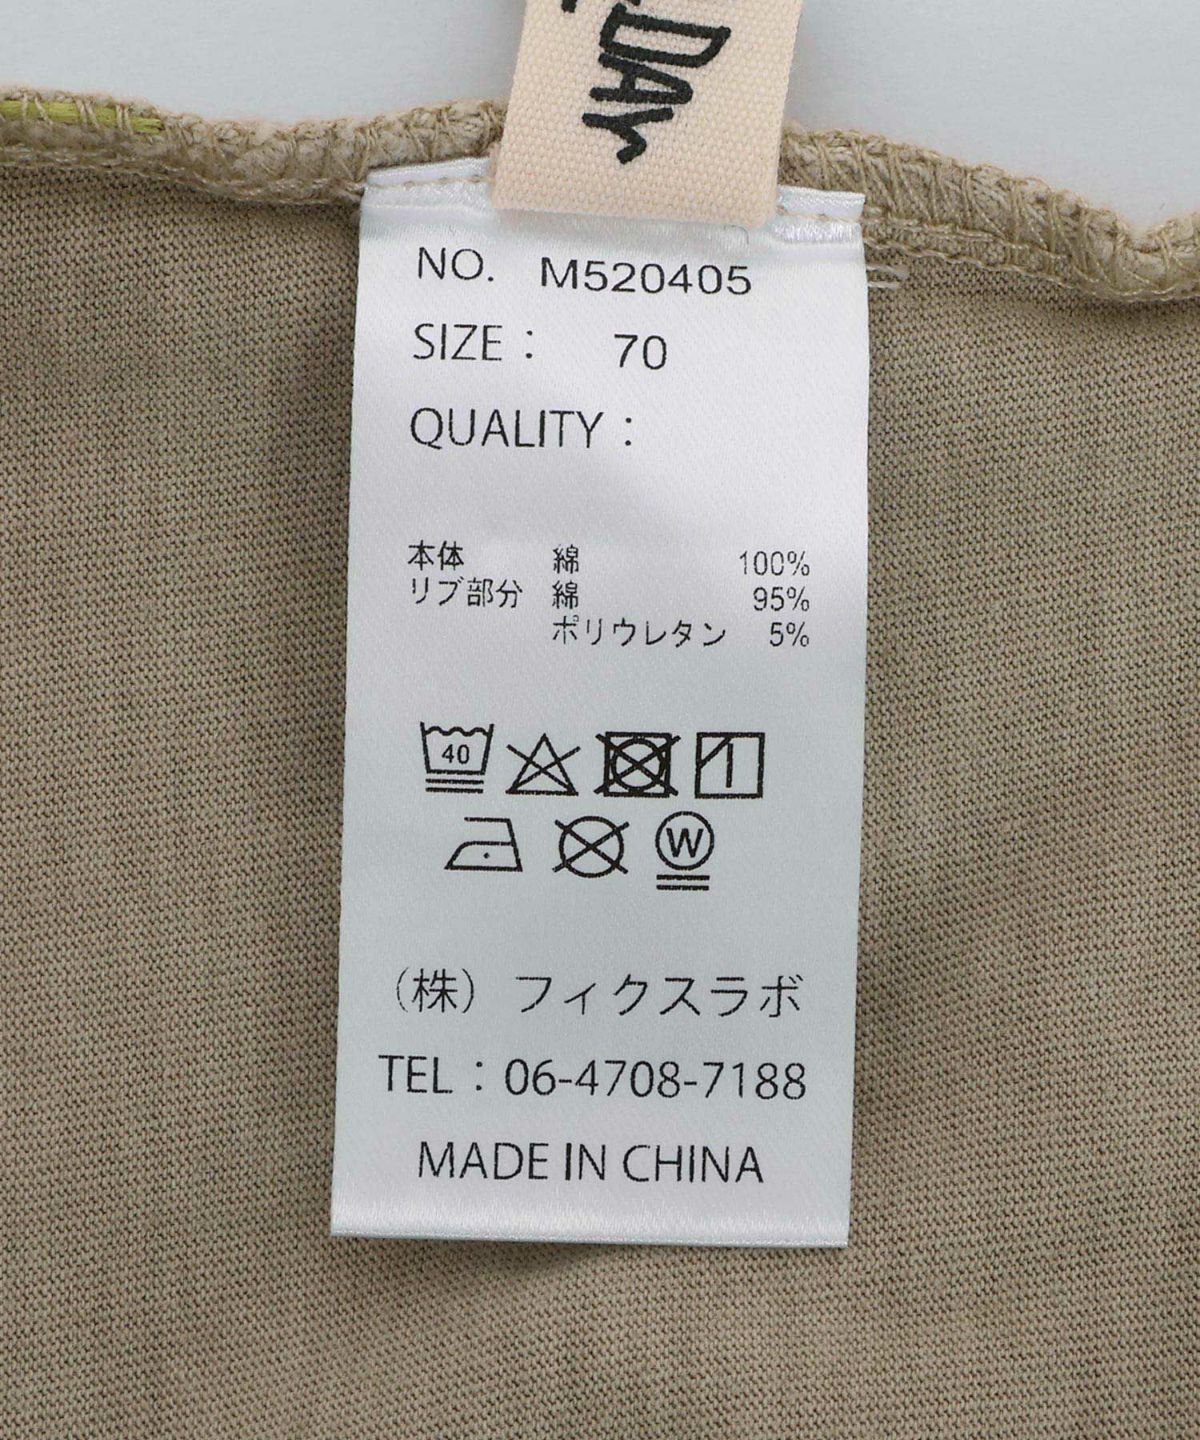 DAY
NO. M520405
SIZE : 70
QUALITY :
本体 綿 100%
リブ部分 綿 95%
ポリウレタン 5%
40
W
(株) フィクスラボ
TEL : 06-4708-7188
MADE IN CHINA